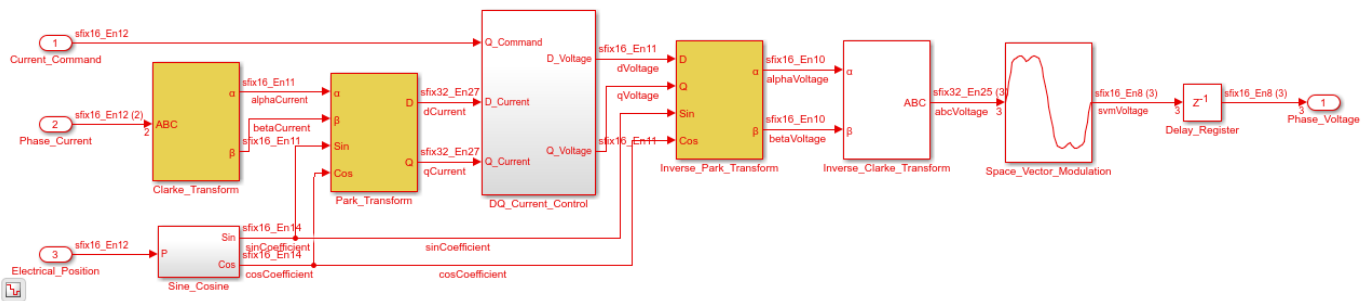 1
sfix16_En12
Current_Command
Q_Command
D_Voltage
D_Current
Q_Voltage
Q_Current
DQ_Current_Control
2
sfix16_En12 (2)
2
Phase_Current
ABC
α
β
Clarke_Transform
sfix16_En11
alphaCurrent
betaCurrent
sfix16_En11
α
β
Sin
Cos
D
Q
Park_Transform
sfix32_En27
dCurrent
sfix32_En27
qCurrent
sfix16_En11
dVoltage
qVoltage
sfix16_En11
D
Q
Sin
Cos
α
β
Inverse_Park_Transform
sfix16_En10
alphaVoltage
sfix16_En10
betaVoltage
α
β
ABC
Inverse_Clarke_Transform
sfix32_En25 (3)
abcVoltage
3
Space_Vector_Modulation
sfix16_En8 (3)
svmVoltage
3
3
Z-1
Delay_Register
sfix16_En8 (3)
3
1
Phase_Voltage
3
sfix16_En12
Electrical_Position
P
Sin
Cos
Sine_Cosine
sfix16_En14
sinCoefficient
sfix16_En14
cosCoefficient
sinCoefficient
cosCoefficient